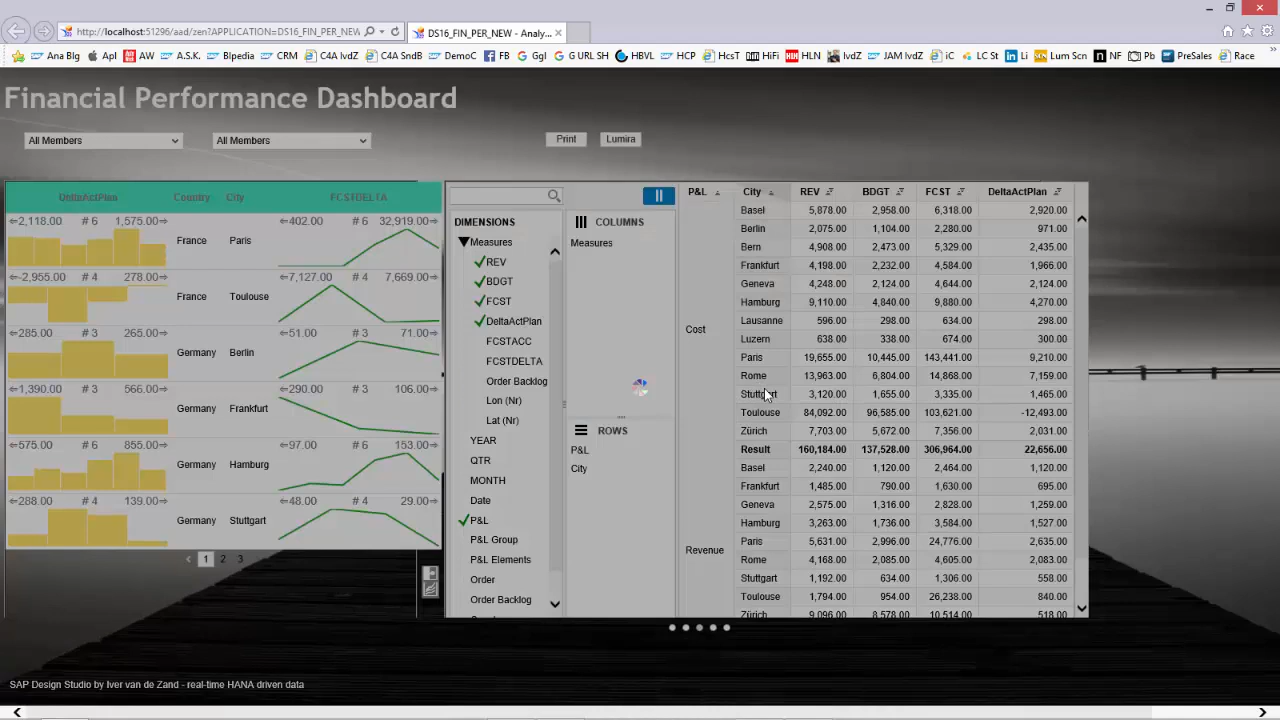 http://localhost:51296/aad/zen?APPLICATION=DS16_FIN_PER_NEW
DS16_FIN_PER_NEW - Analy...
Ana Blg
Apl
AW
A.S.K.
BIpedia
CRM
C4A IvdZ
C4A SndB
DemoC
FB
Ggl
G URL SH
HBVL
HCP
HcsT
HiFi
HLN
IvdZ
JAM IvdZ
iC
LC St
Li
Lum Scn
NF
Pb
PreSales
Race
Financial Performance Dashboard
All Members
All Members
Print
Lumira
DeltaActPlan Country City FCSTDELTA
2,118.00 # 6 1,575.00 France Paris 402.00 # 6 32,919.00
-2,955.00 # 4 278.00 France Toulouse 7,127.00 # 4 7,669.00
285.00 # 3 265.00 Germany Berlin 51.00 # 3 71.00
1,390.00 # 3 566.00 Germany Frankfurt 290.00 # 3 106.00
575.00 # 6 855.00 Germany Hamburg 97.00 # 6 153.00
288.00 # 4 139.00 Germany Stuttgart 48.00 # 4 29.00
1 2 3
DIMENSIONS
Measures
REV
BDGT
FCST
DeltaActPlan
FCSTACC
FCSTDELTA
Order Backlog
Lon (Nr)
Lat (Nr)
YEAR
QTR
MONTH
Date
P&L
P&L Group
P&L Elements
Order
Order Backlog
COLUMNS
Measures
ROWS
P&L
City
P&L City REV BDGT FCST DeltaActPlan
Cost
Basel 5,878.00 2,958.00 6,318.00 2,920.00
Berlin 2,075.00 1,104.00 2,280.00 971.00
Bern 4,908.00 2,473.00 5,329.00 2,435.00
Frankfurt 4,198.00 2,232.00 4,584.00 1,966.00
Geneva 4,248.00 2,124.00 4,644.00 2,124.00
Hamburg 9,110.00 4,840.00 9,880.00 4,270.00
Lausanne 596.00 298.00 634.00 298.00
Luzern 638.00 338.00 674.00 300.00
Paris 19,655.00 10,445.00 143,441.00 9,210.00
Rome 13,963.00 6,804.00 14,868.00 7,159.00
Stuttgart 3,120.00 1,655.00 3,335.00 1,465.00
Toulouse 84,092.00 96,585.00 103,621.00 -12,493.00
Zürich 7,703.00 5,672.00 7,356.00 2,031.00
Result 160,184.00 137,528.00 306,964.00 22,656.00
Revenue
Basel 2,240.00 1,120.00 2,464.00 1,120.00
Frankfurt 1,485.00 790.00 1,630.00 695.00
Geneva 2,575.00 1,316.00 2,828.00 1,259.00
Hamburg 3,263.00 1,736.00 3,584.00 1,527.00
Paris 5,631.00 2,996.00 24,776.00 2,635.00
Rome 4,168.00 2,085.00 4,605.00 2,083.00
Stuttgart 1,192.00 634.00 1,306.00 558.00
Toulouse 1,794.00 954.00 26,238.00 840.00
Zürich 9,096.00 8,578.00 10,514.00 518.00
SAP Design Studio by Iver van de Zand - real-time HANA driven data